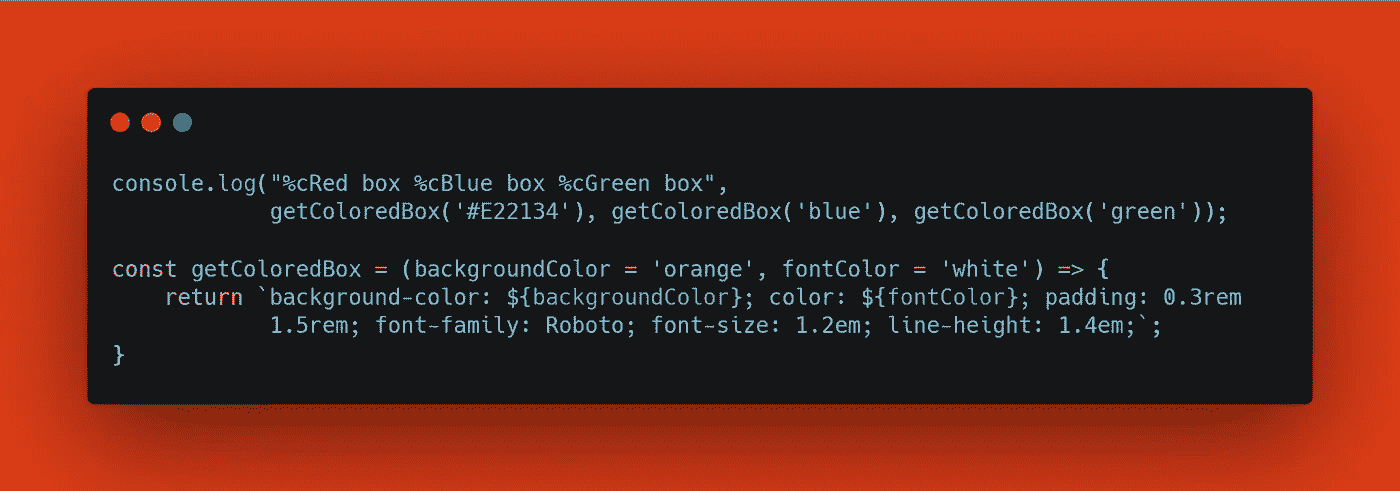 console.log("%cRed box %cBlue box %cGreen box",
            getColoredBox('#E22134'), getColoredBox('blue'), getColoredBox('green'));

const getColoredBox = (backgroundColor = 'orange', fontColor = 'white') => {
    return `background-color: ${backgroundColor}; color: ${fontColor}; padding: 0.3rem
            1.5rem; font-family: Roboto; font-size: 1.2em; line-height: 1.4em;`;
}